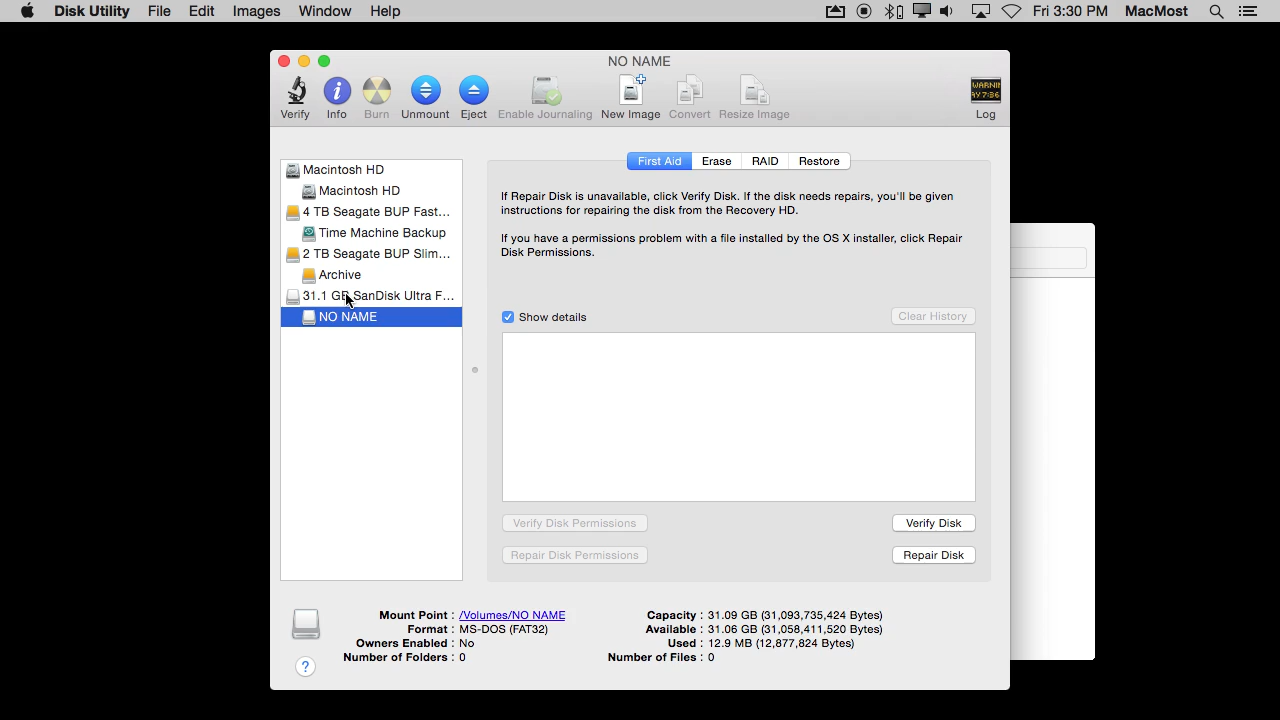 Disk Utility File Edit Images Window Help Fri 3:30 PM MacMost
NO NAME
Verify Info Burn Unmount Eject Enable Journaling New Image Convert Resize Image Log
WARNIN
AY 7:36
First Aid Erase RAID Restore
Macintosh HD
Macintosh HD
4 TB Seagate BUP Fast...
Time Machine Backup
2 TB Seagate BUP Slim...
Archive
31.1 GB SanDisk Ultra F...
NO NAME
If Repair Disk is unavailable, click Verify Disk. If the disk needs repairs, you'll be given
instructions for repairing the disk from the Recovery HD.
If you have a permissions problem with a file installed by the OS X installer, click Repair
Disk Permissions.
Show details Clear History
Verify Disk Permissions Verify Disk
Repair Disk Permissions Repair Disk
Mount Point : /Volumes/NO NAME Capacity : 31.09 GB (31,093,735,424 Bytes)
Format : MS-DOS (FAT32) Available : 31.06 GB (31,058,411,520 Bytes)
Owners Enabled : No Used : 12.9 MB (12,877,824 Bytes)
Number of Folders : 0 Number of Files : 0
?